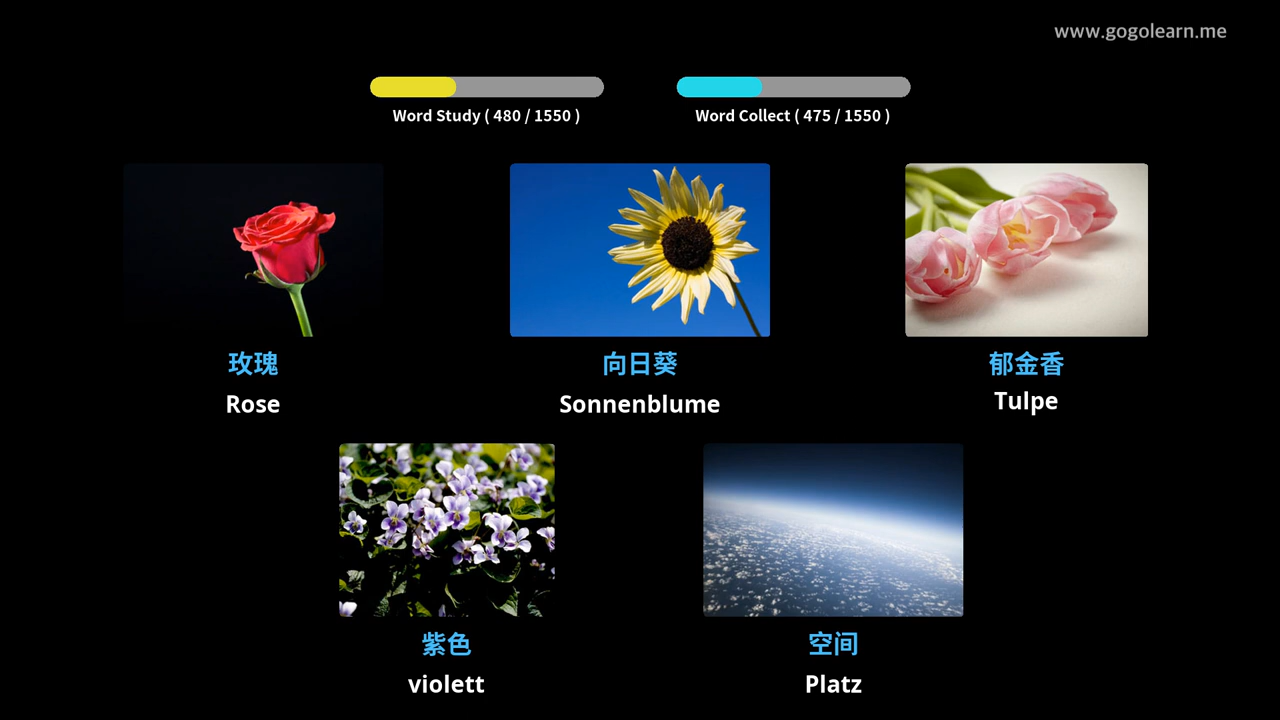 www.gogolearn.me
Word Study ( 480 / 1550 )
Word Collect ( 475 / 1550 )
玫瑰
向日葵
郁金香
Rose
Sonnenblume
Tulpe
紫色
空间
violett
Platz